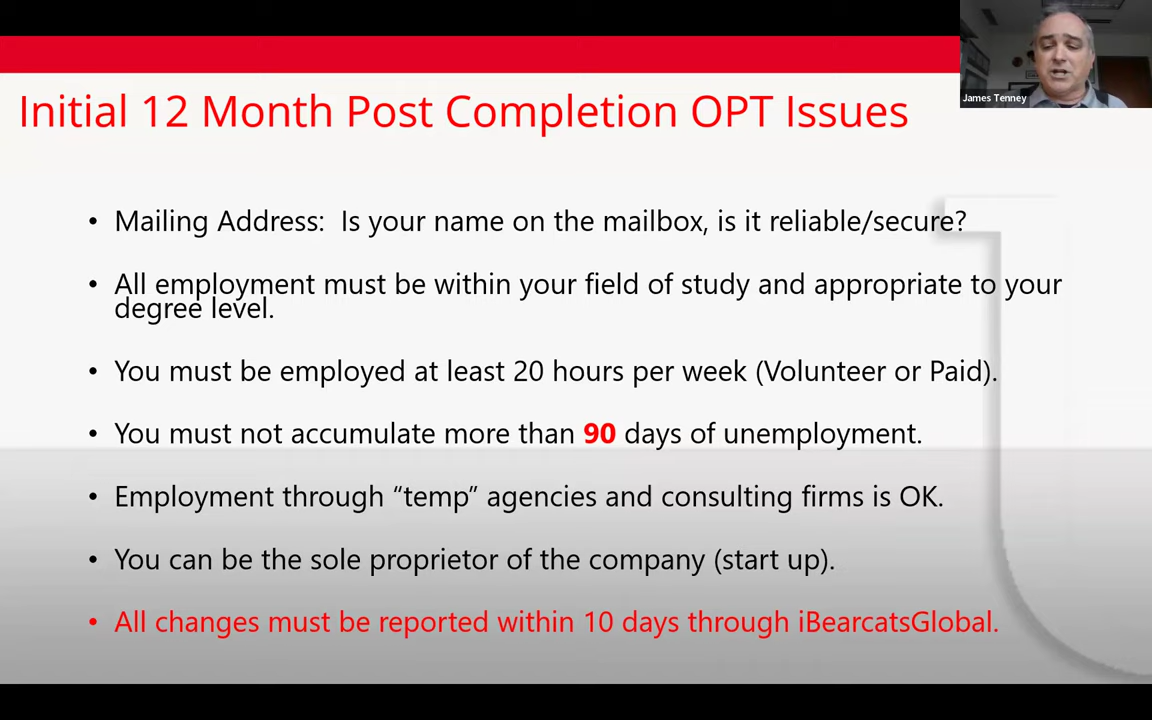 James Tenney
Initial 12 Month Post Completion OPT Issues
• Mailing Address:  Is your name on the mailbox, is it reliable/secure?
• All employment must be within your field of study and appropriate to your
degree level.
• You must be employed at least 20 hours per week (Volunteer or Paid).
• You must not accumulate more than 90 days of unemployment.
• Employment through “temp” agencies and consulting firms is OK.
• You can be the sole proprietor of the company (start up).
• All changes must be reported within 10 days through iBearcatsGlobal.